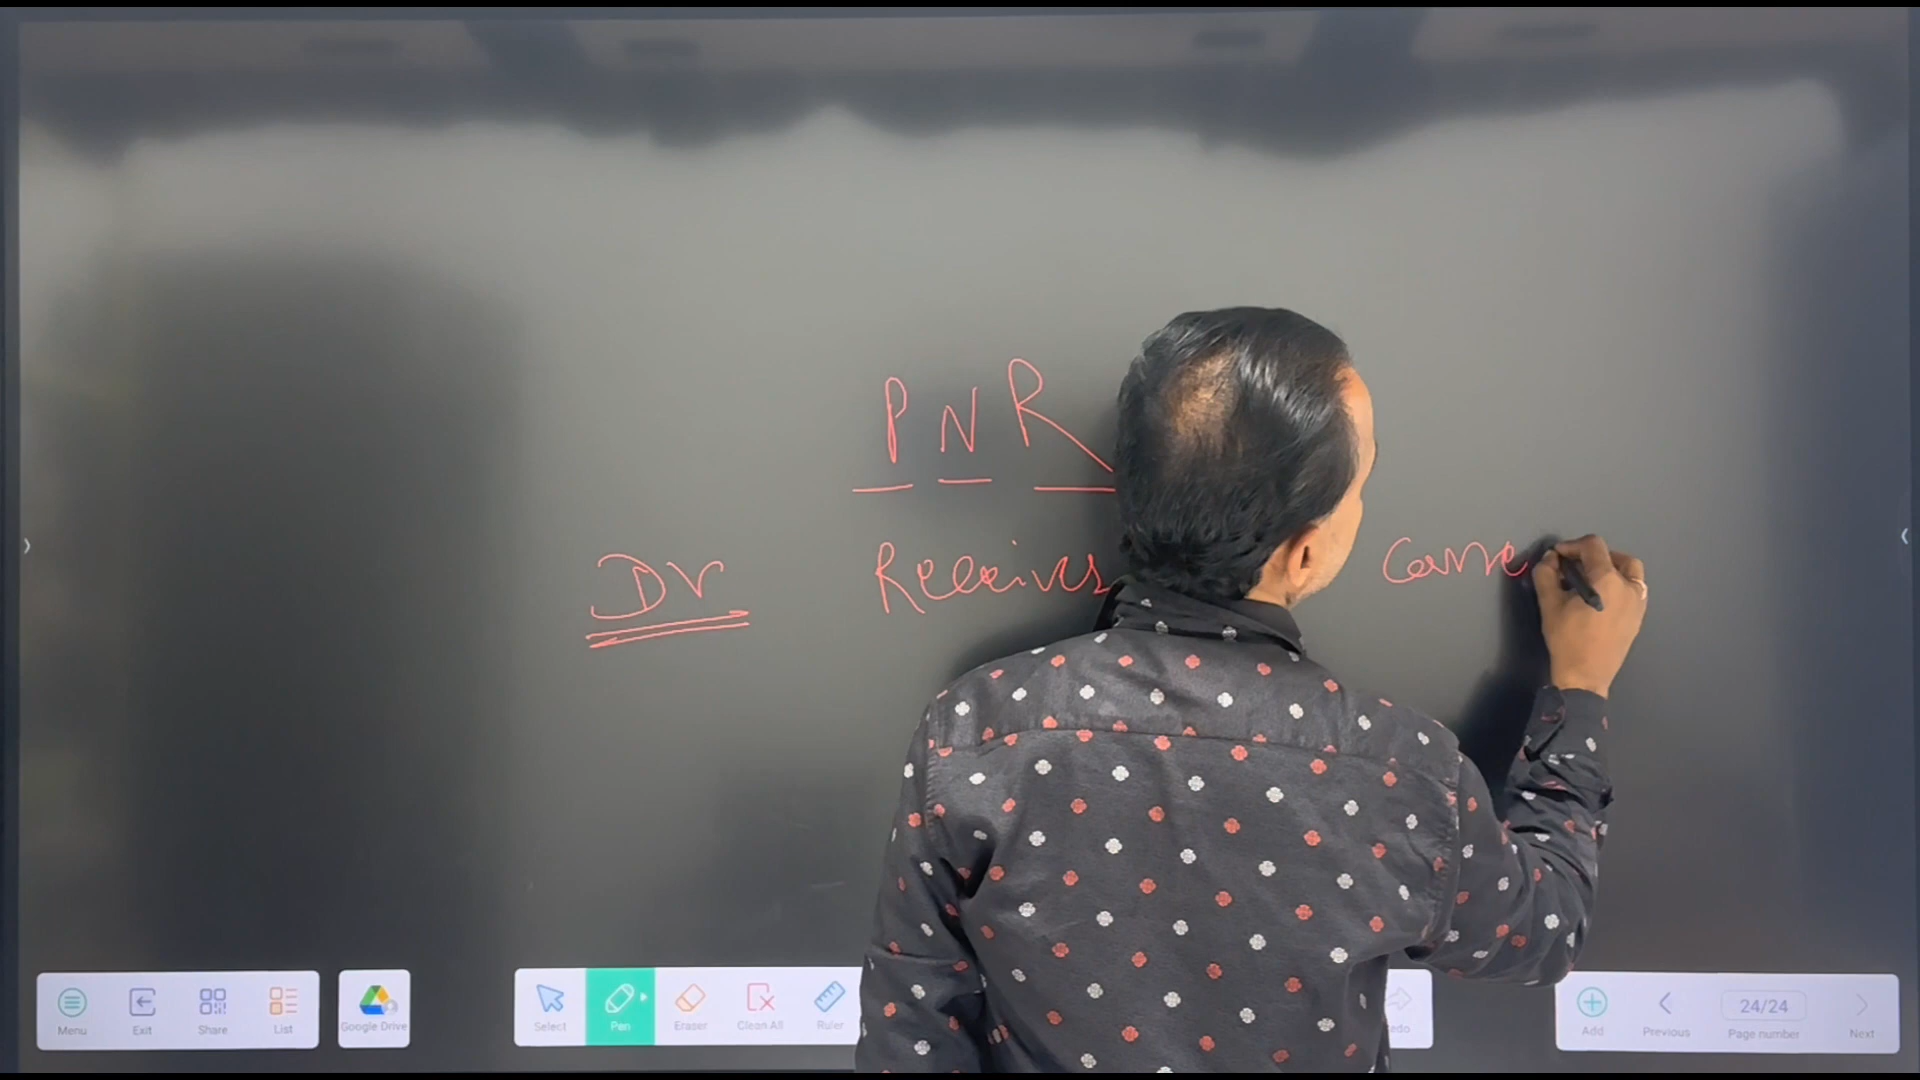 P N R
Dr Receives Come
Menu Exit Share List Google Drive Select Pen Eraser Clean All Ruler Add Previous 24/24 Page number Next